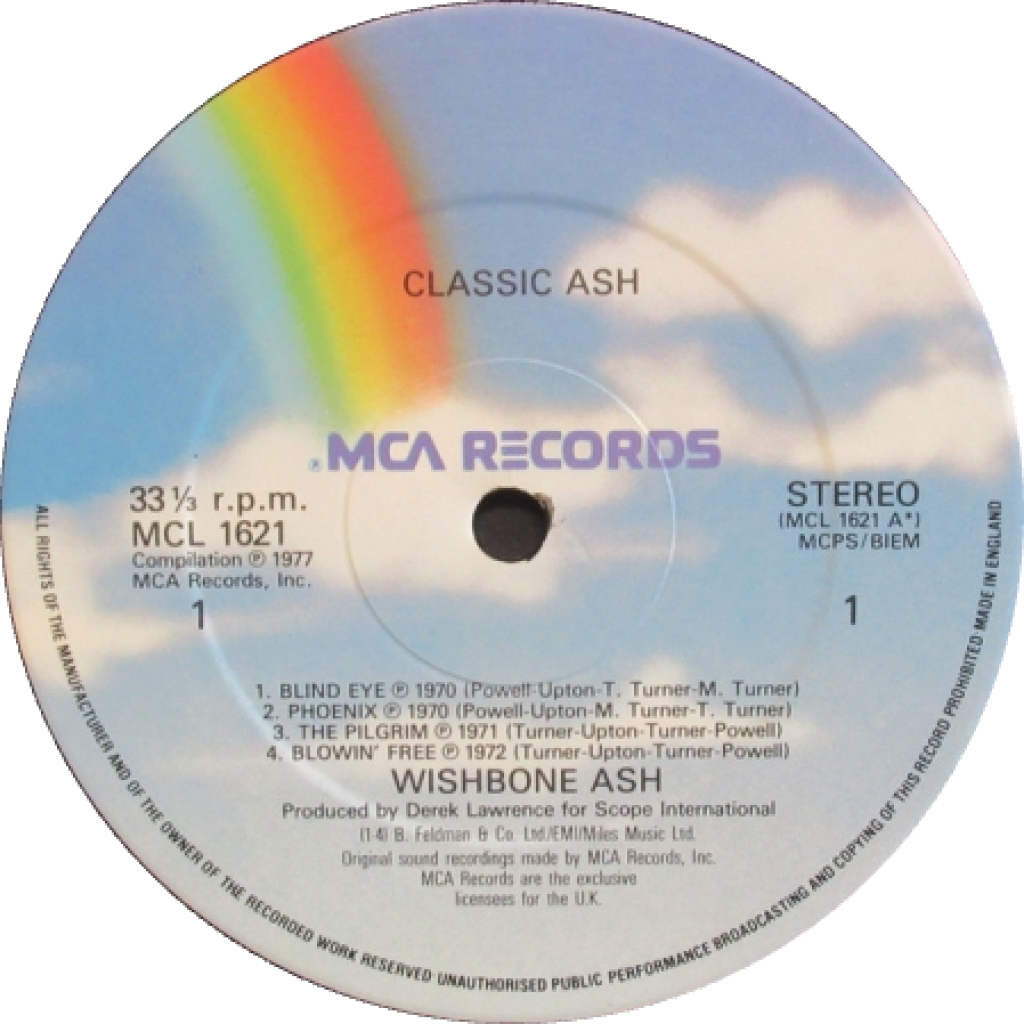 CLASSIC ASH
®MCA RECORDS
33 ⅓ r.p.m.
MCL 1621
Compilation ℗ 1977
MCA Records, Inc.
1
STEREO
(MCL 1621 A*)
MCPS/BIEM
1
1. BLIND EYE ℗ 1970 (Powell-Upton-T. Turner-M. Turner)
2. PHOENIX ℗ 1970 (Powell-Upton-M. Turner-T. Turner)
3. THE PILGRIM ℗ 1971 (Turner-Upton-Turner-Powell)
4. BLOWIN' FREE ℗ 1972 (Turner-Upton-Turner-Powell)
WISHBONE ASH
Produced by Derek Lawrence for Scope International
(1-4) B. Feldman & Co. Ltd/EMI/Miles Music Ltd.
Original sound recordings made by MCA Records, Inc.
MCA Records are the exclusive
licensees for the U.K.
ALL RIGHTS OF THE MANUFACTURER AND OF THE OWNER OF THE RECORDED WORK RESERVED·UNAUTHORISED PUBLIC PERFORMANCE BROADCASTING AND COPYING OF THIS RECORD PROHIBITED·MADE IN ENGLAND